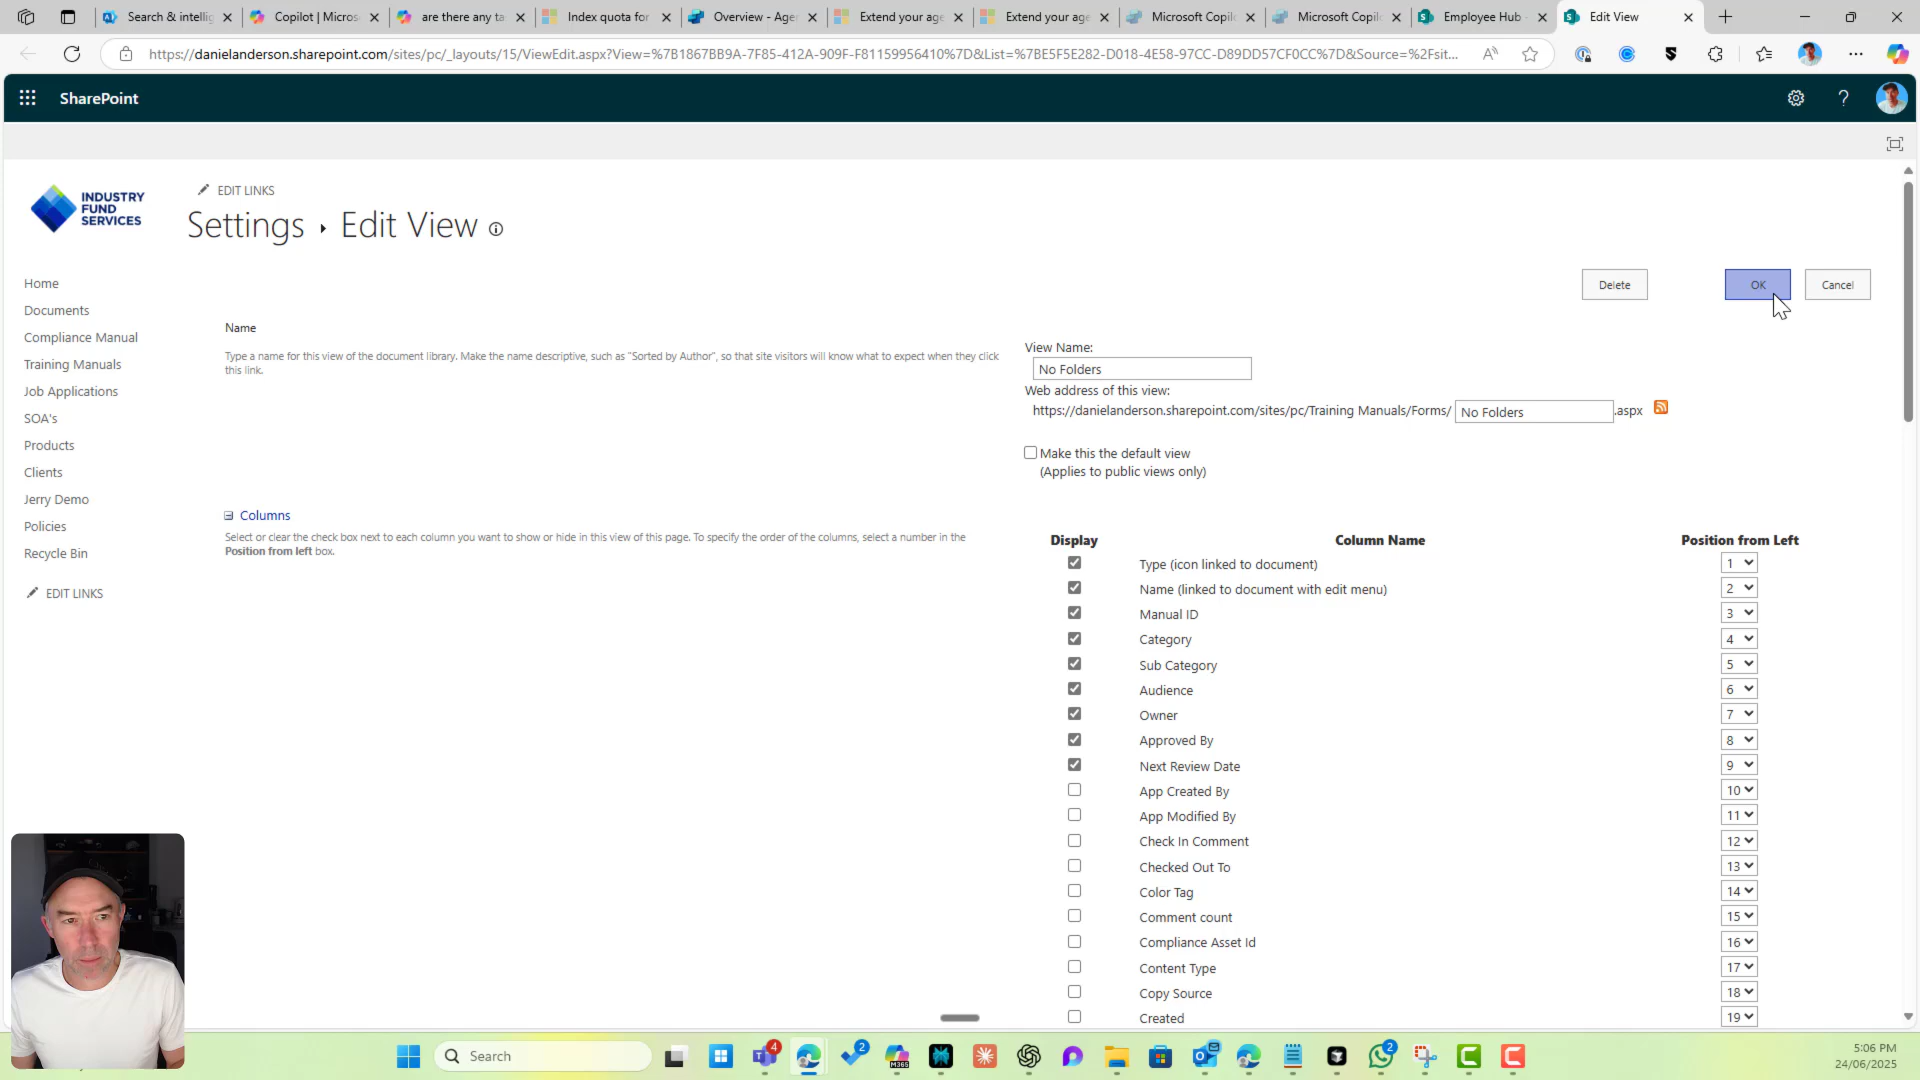 Search & intellig
Copilot | Micros
are there any ta
Index quota for
Overview - Age
Extend your age
Extend your age
Microsoft Copilo
Microsoft Copil
Employee Hub -
Edit View
https://danielanderson.sharepoint.com/sites/pc/_layouts/15/ViewEdit.aspx?View=%7B1867BB9A-7F85-412A-909F-F81159956410%7D&List=%7BE5F5E282-D018-4E58-97CC-D89DD57CF0CC%7D&Source=%2Fsit...
SharePoint
INDUSTRY
FUND
SERVICES
EDIT LINKS
Settings ▸ Edit View
Delete
OK
Cancel
Home
Documents
Compliance Manual
Training Manuals
Job Applications
SOA's
Products
Clients
Jerry Demo
Policies
Recycle Bin
EDIT LINKS
Name
Type a name for this view of the document library. Make the name descriptive, such as "Sorted by Author", so that site visitors will know what to expect when they click
this link.
View Name:
No Folders
Web address of this view:
https://danielanderson.sharepoint.com/sites/pc/Training Manuals/Forms/ No Folders .aspx
Make this the default view
(Applies to public views only)
Columns
Select or clear the check box next to each column you want to show or hide in this view of this page. To specify the order of the columns, select a number in the
Position from left box.
Display Column Name Position from Left
Type (icon linked to document) 1
Name (linked to document with edit menu) 2
Manual ID 3
Category 4
Sub Category 5
Audience 6
Owner 7
Approved By 8
Next Review Date 9
App Created By 10
App Modified By 11
Check In Comment 12
Checked Out To 13
Color Tag 14
Comment count 15
Compliance Asset Id 16
Content Type 17
Copy Source 18
Created 19
Search
4
2
M365
2
5:06 PM
24/06/2025